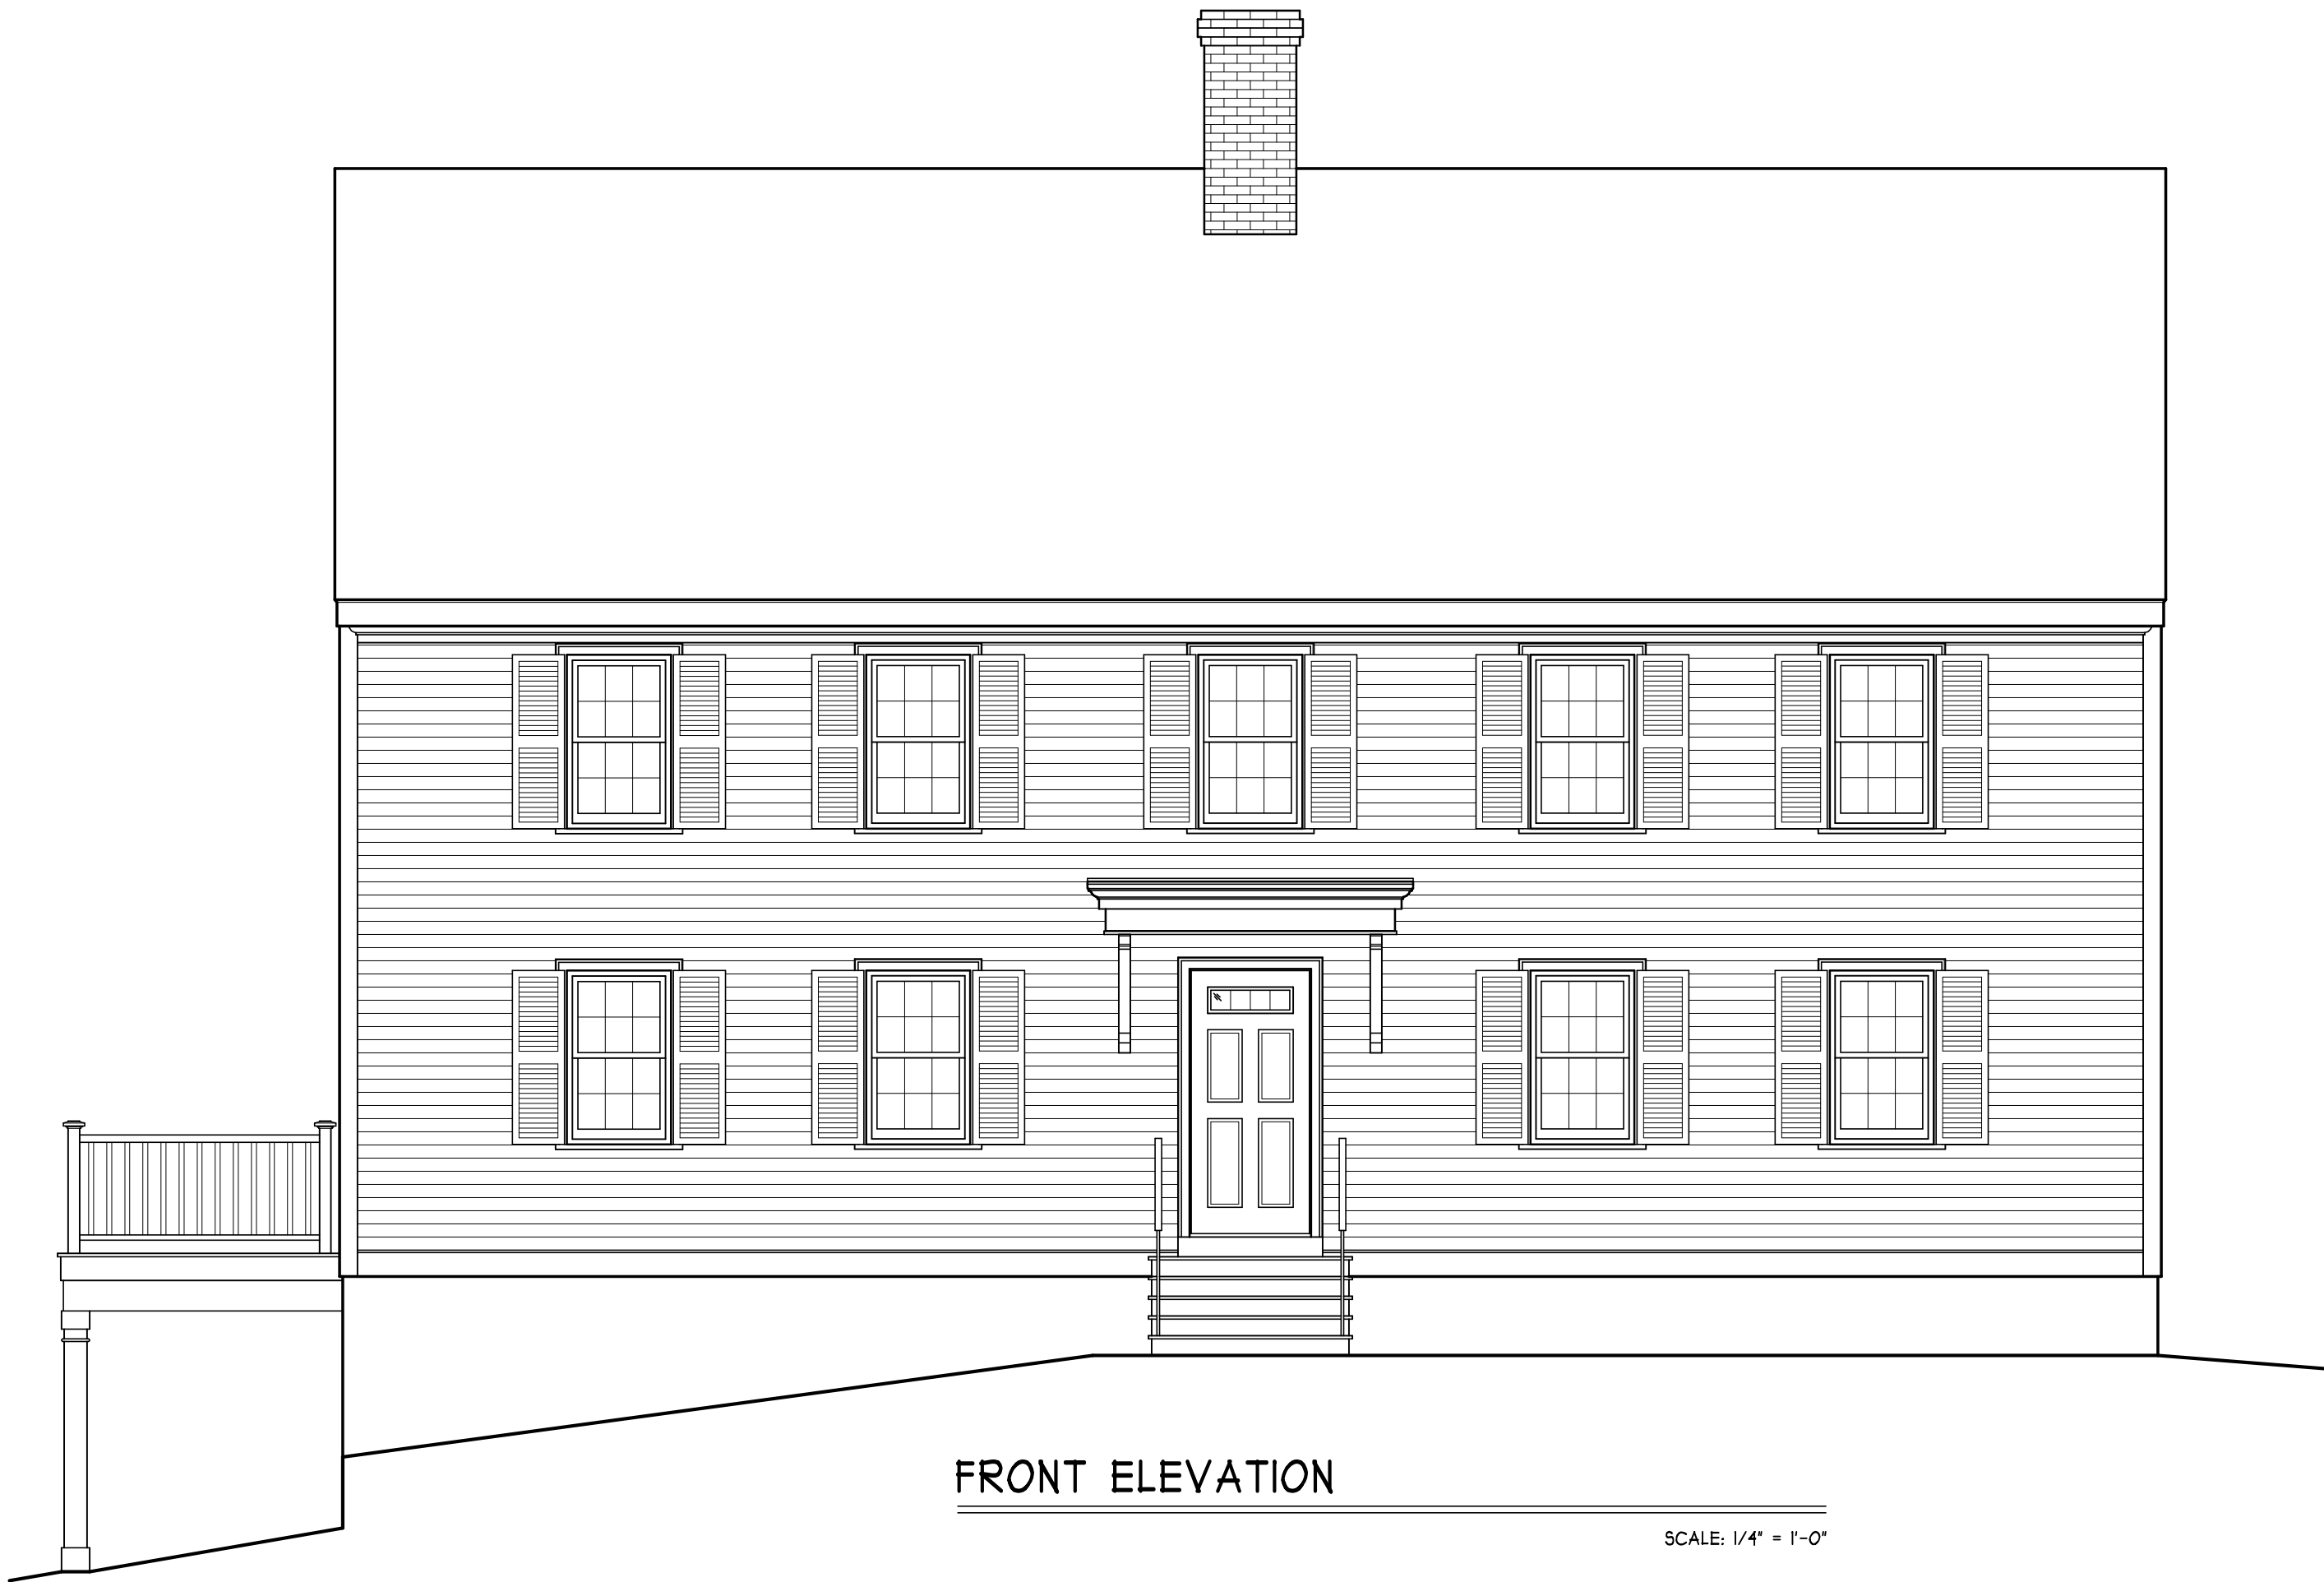 FRONT ELEVATION
SCALE: 1/4" = 1'-0"